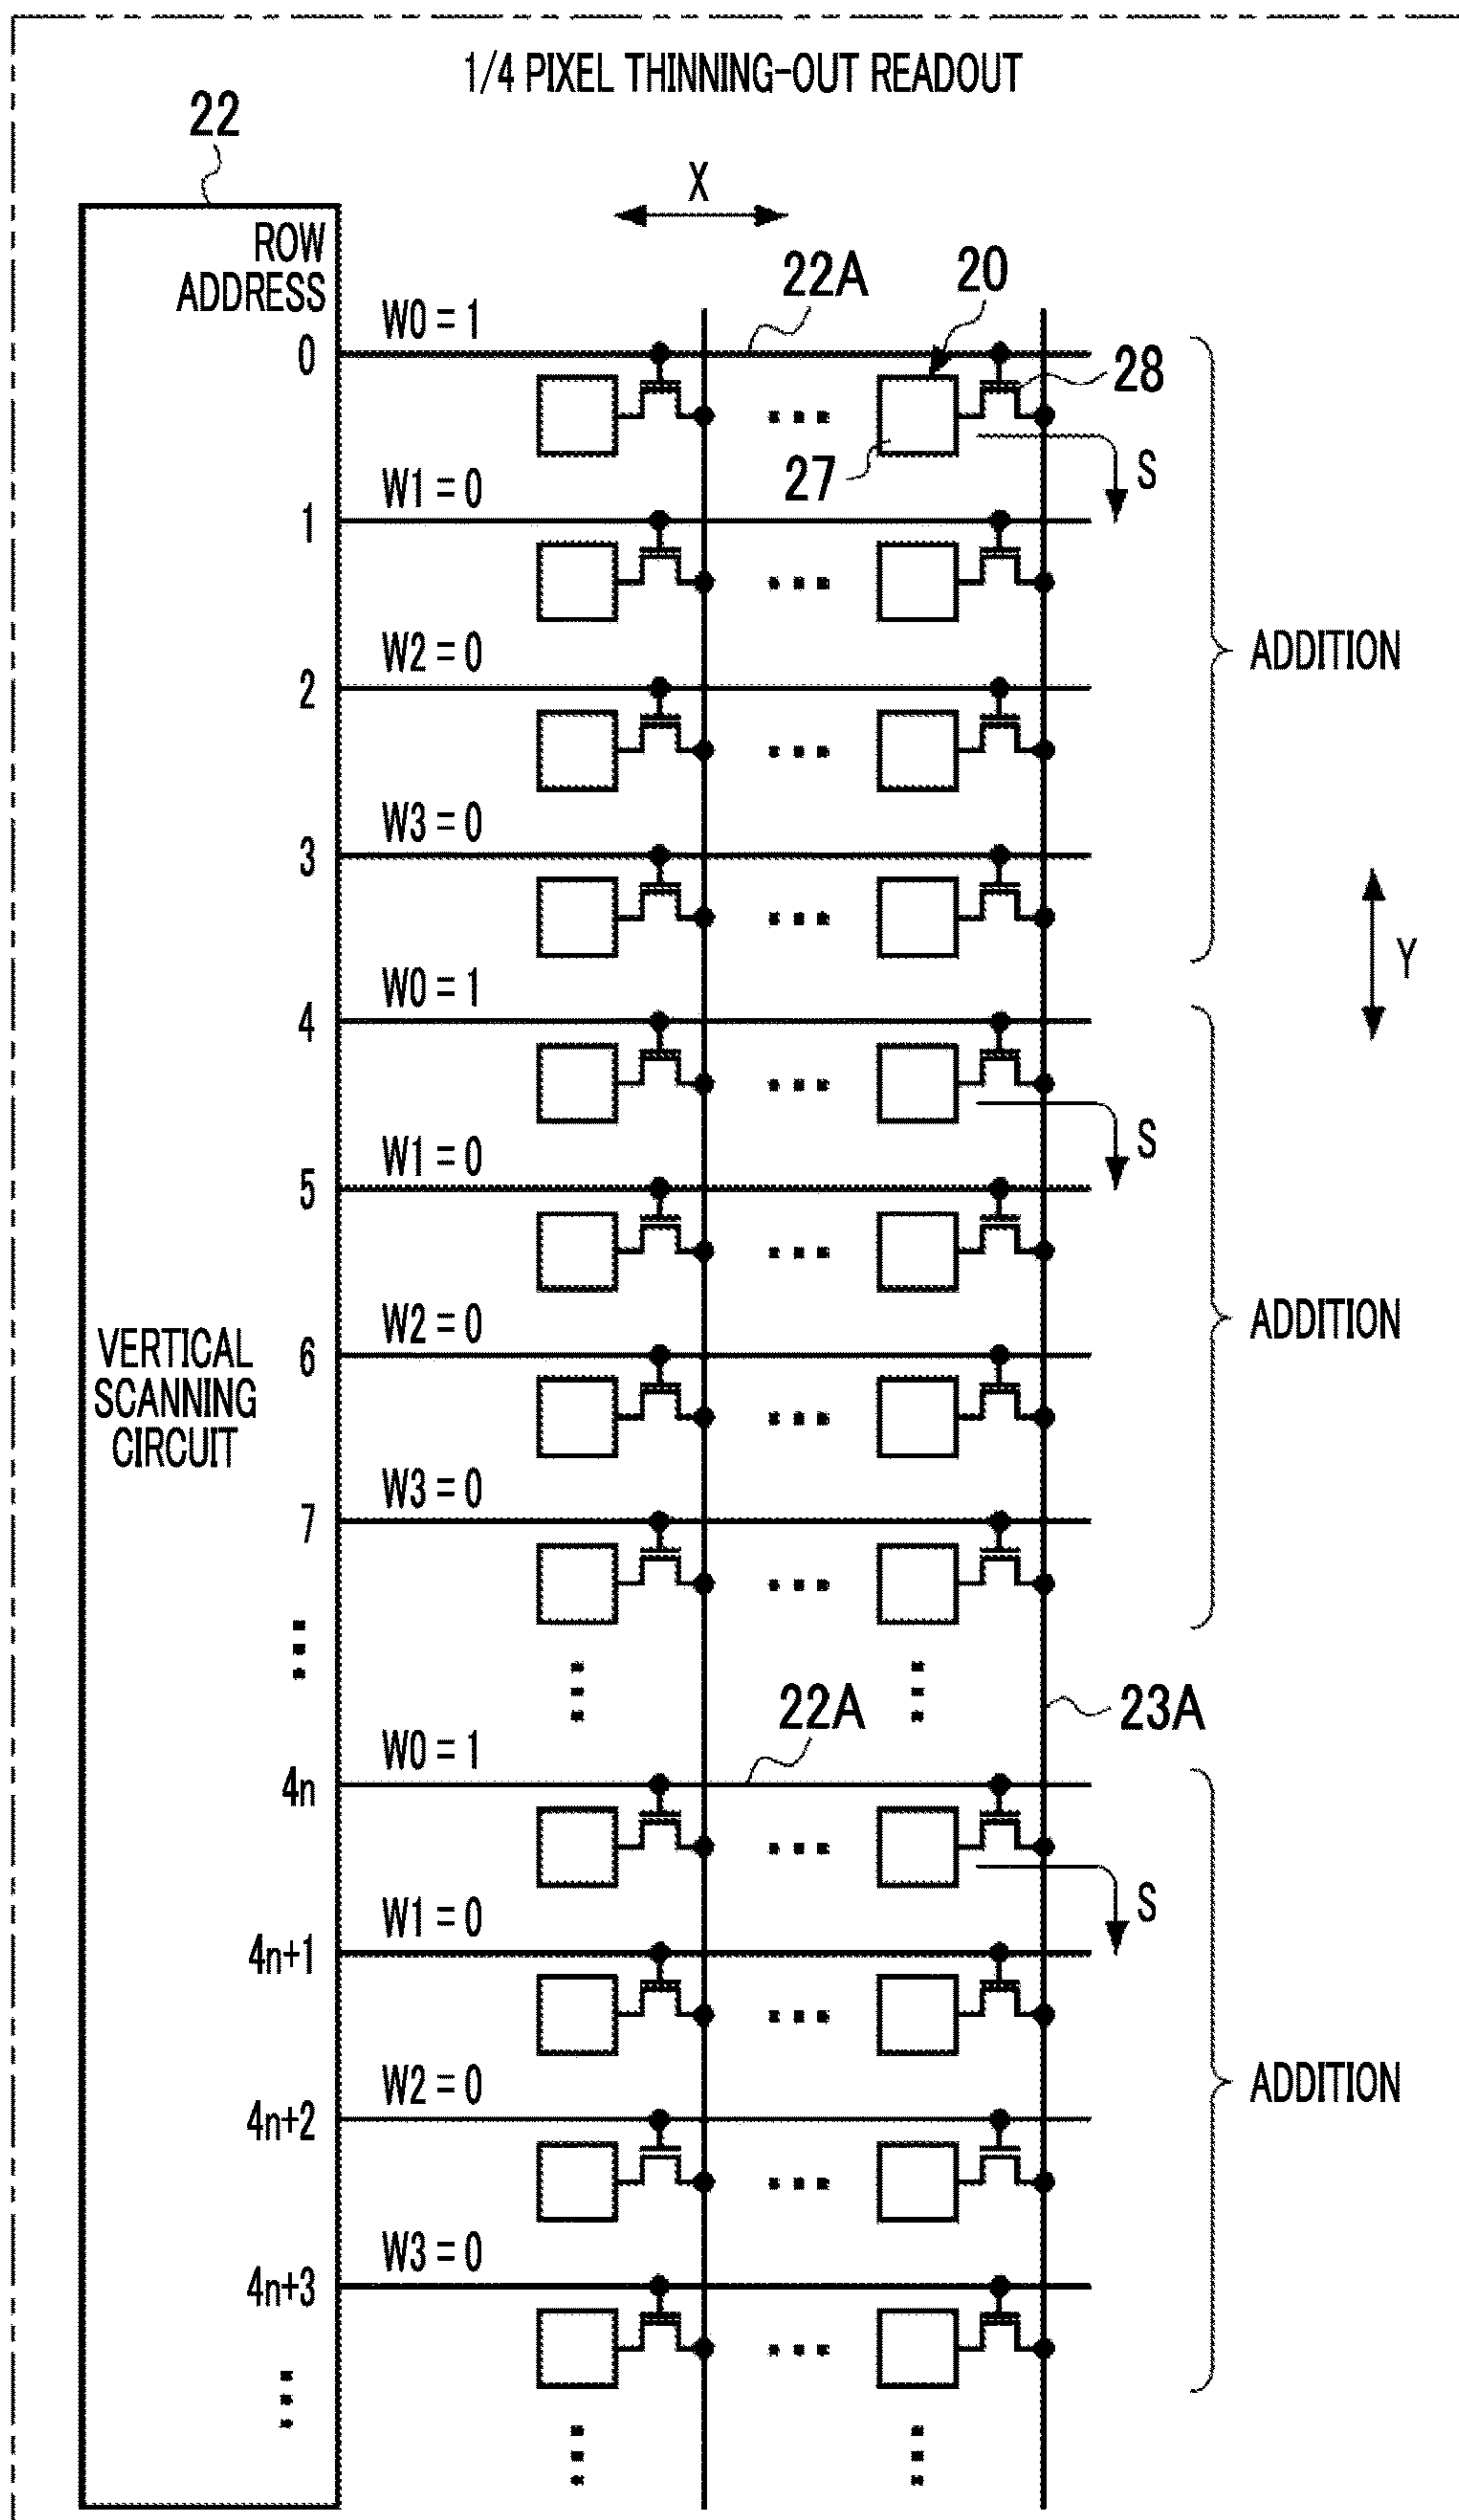 1/4 PIXEL THINNING-OUT READOUT
22
X
ROW
ADDRESS
22A
20
W0 = 1
0
28
27
S
W1 = 0
1
W2 = 0
2
ADDITION
W3 = 0
3
Y
W0 = 1
4
S
W1 = 0
5
W2 = 0
6
ADDITION
VERTICAL
SCANNING
CIRCUIT
W3 = 0
7
22A
23A
W0 = 1
4n
S
W1 = 0
4n+1
W2 = 0
4n+2
ADDITION
W3 = 0
4n+3